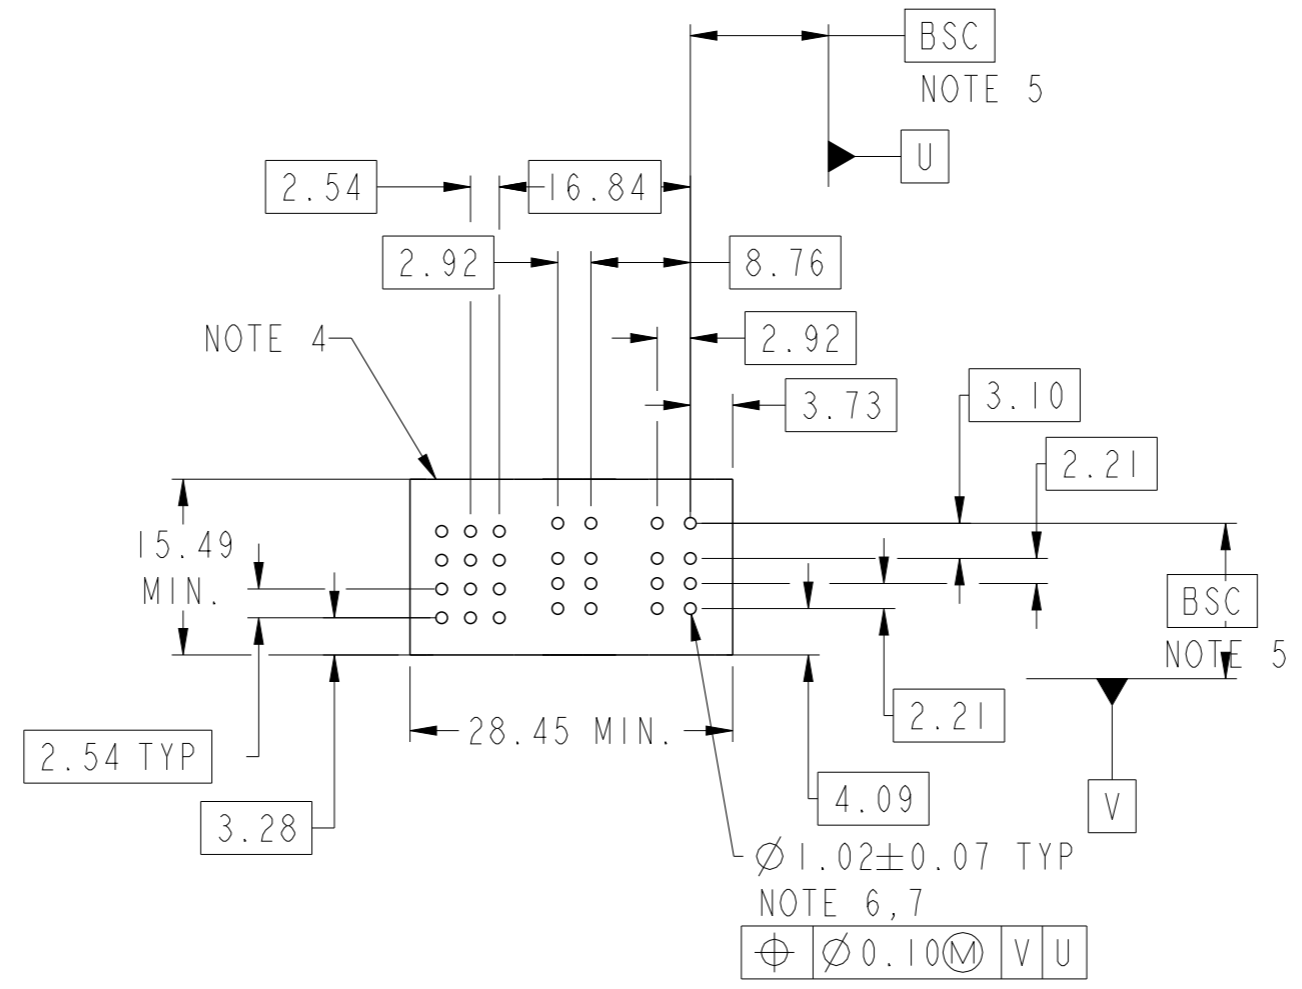 BSC
NOTE 5
U
2.54
16.84
2.92
8.76
NOTE 4
2.92
3.73
3.10
2.21
15.49
MIN.
BSC
NOTE 5
28.45 MIN.
2.21
2.54 TYP
4.09
V
3.28
Ø1.02±0.07 TYP
NOTE 6,7
⌖ Ø0.10Ⓜ V U